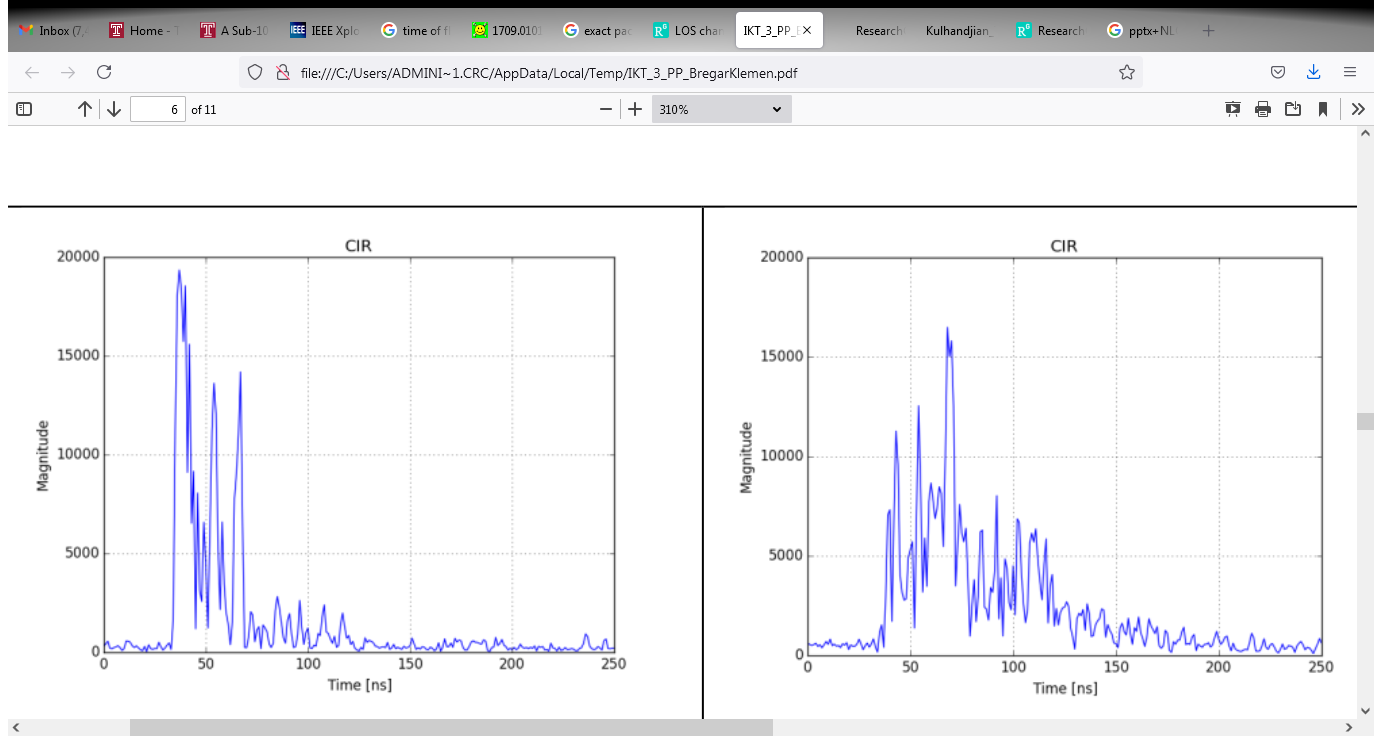 Inbox (7, Home - A Sub-10 IEEE IEEE Xplo time of f 1709.0101 exact pac LOS chan IKT_3_PP_ Research Kulhandjian_ Research pptx+NL
file:///C:/Users/ADMINI~1.CRC/AppData/Local/Temp/IKT_3_PP_BregarKlemen.pdf
6 of 11 310%
CIR
20000
15000
10000
5000
0
Magnitude
0 50 100 150 200 250
Time [ns]
CIR
20000
15000
10000
5000
0
Magnitude
0 50 100 150 200 250
Time [ns]